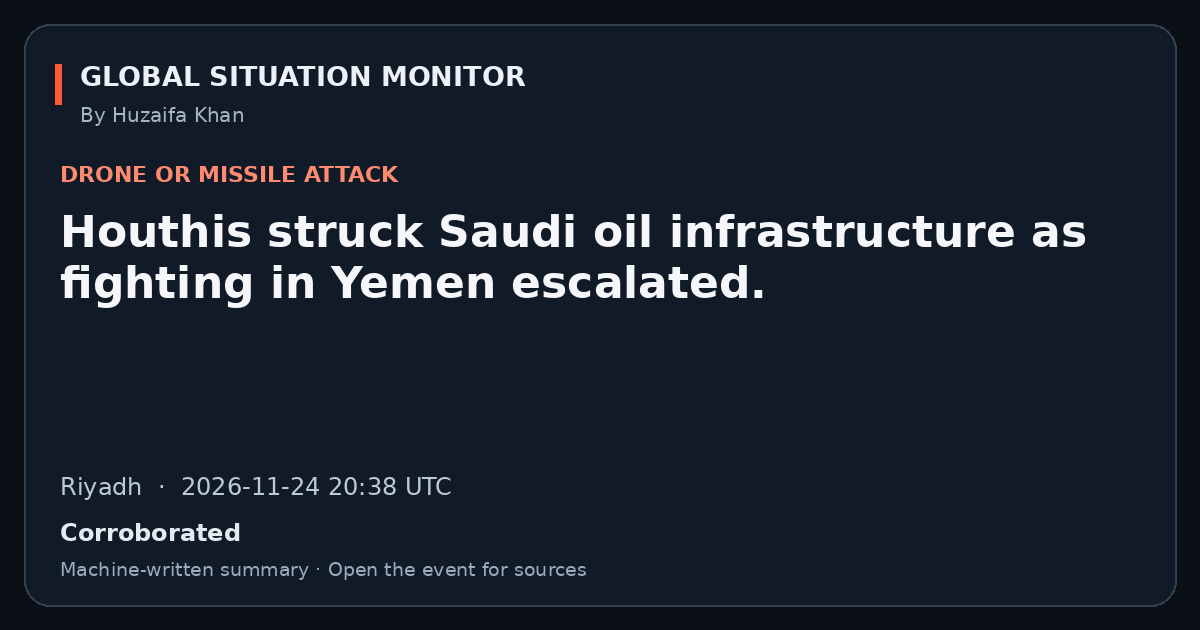 GLOBAL SITUATION MONITOR
By Huzaifa Khan
DRONE OR MISSILE ATTACK
Houthis struck Saudi oil infrastructure as
fighting in Yemen escalated.
Riyadh · 2026-11-24 20:38 UTC
Corroborated
Machine-written summary · Open the event for sources